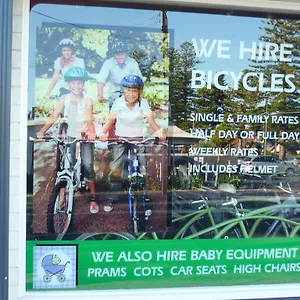 WE HIRE
BICYCLES
SINGLE & FAMILY RATES
HALF DAY OR FULL DAY
WEEKLY RATES
INCLUDES HELMET
WE ALSO HIRE BABY EQUIPMENT
PRAMS COTS CAR SEATS HIGH CHAIRS